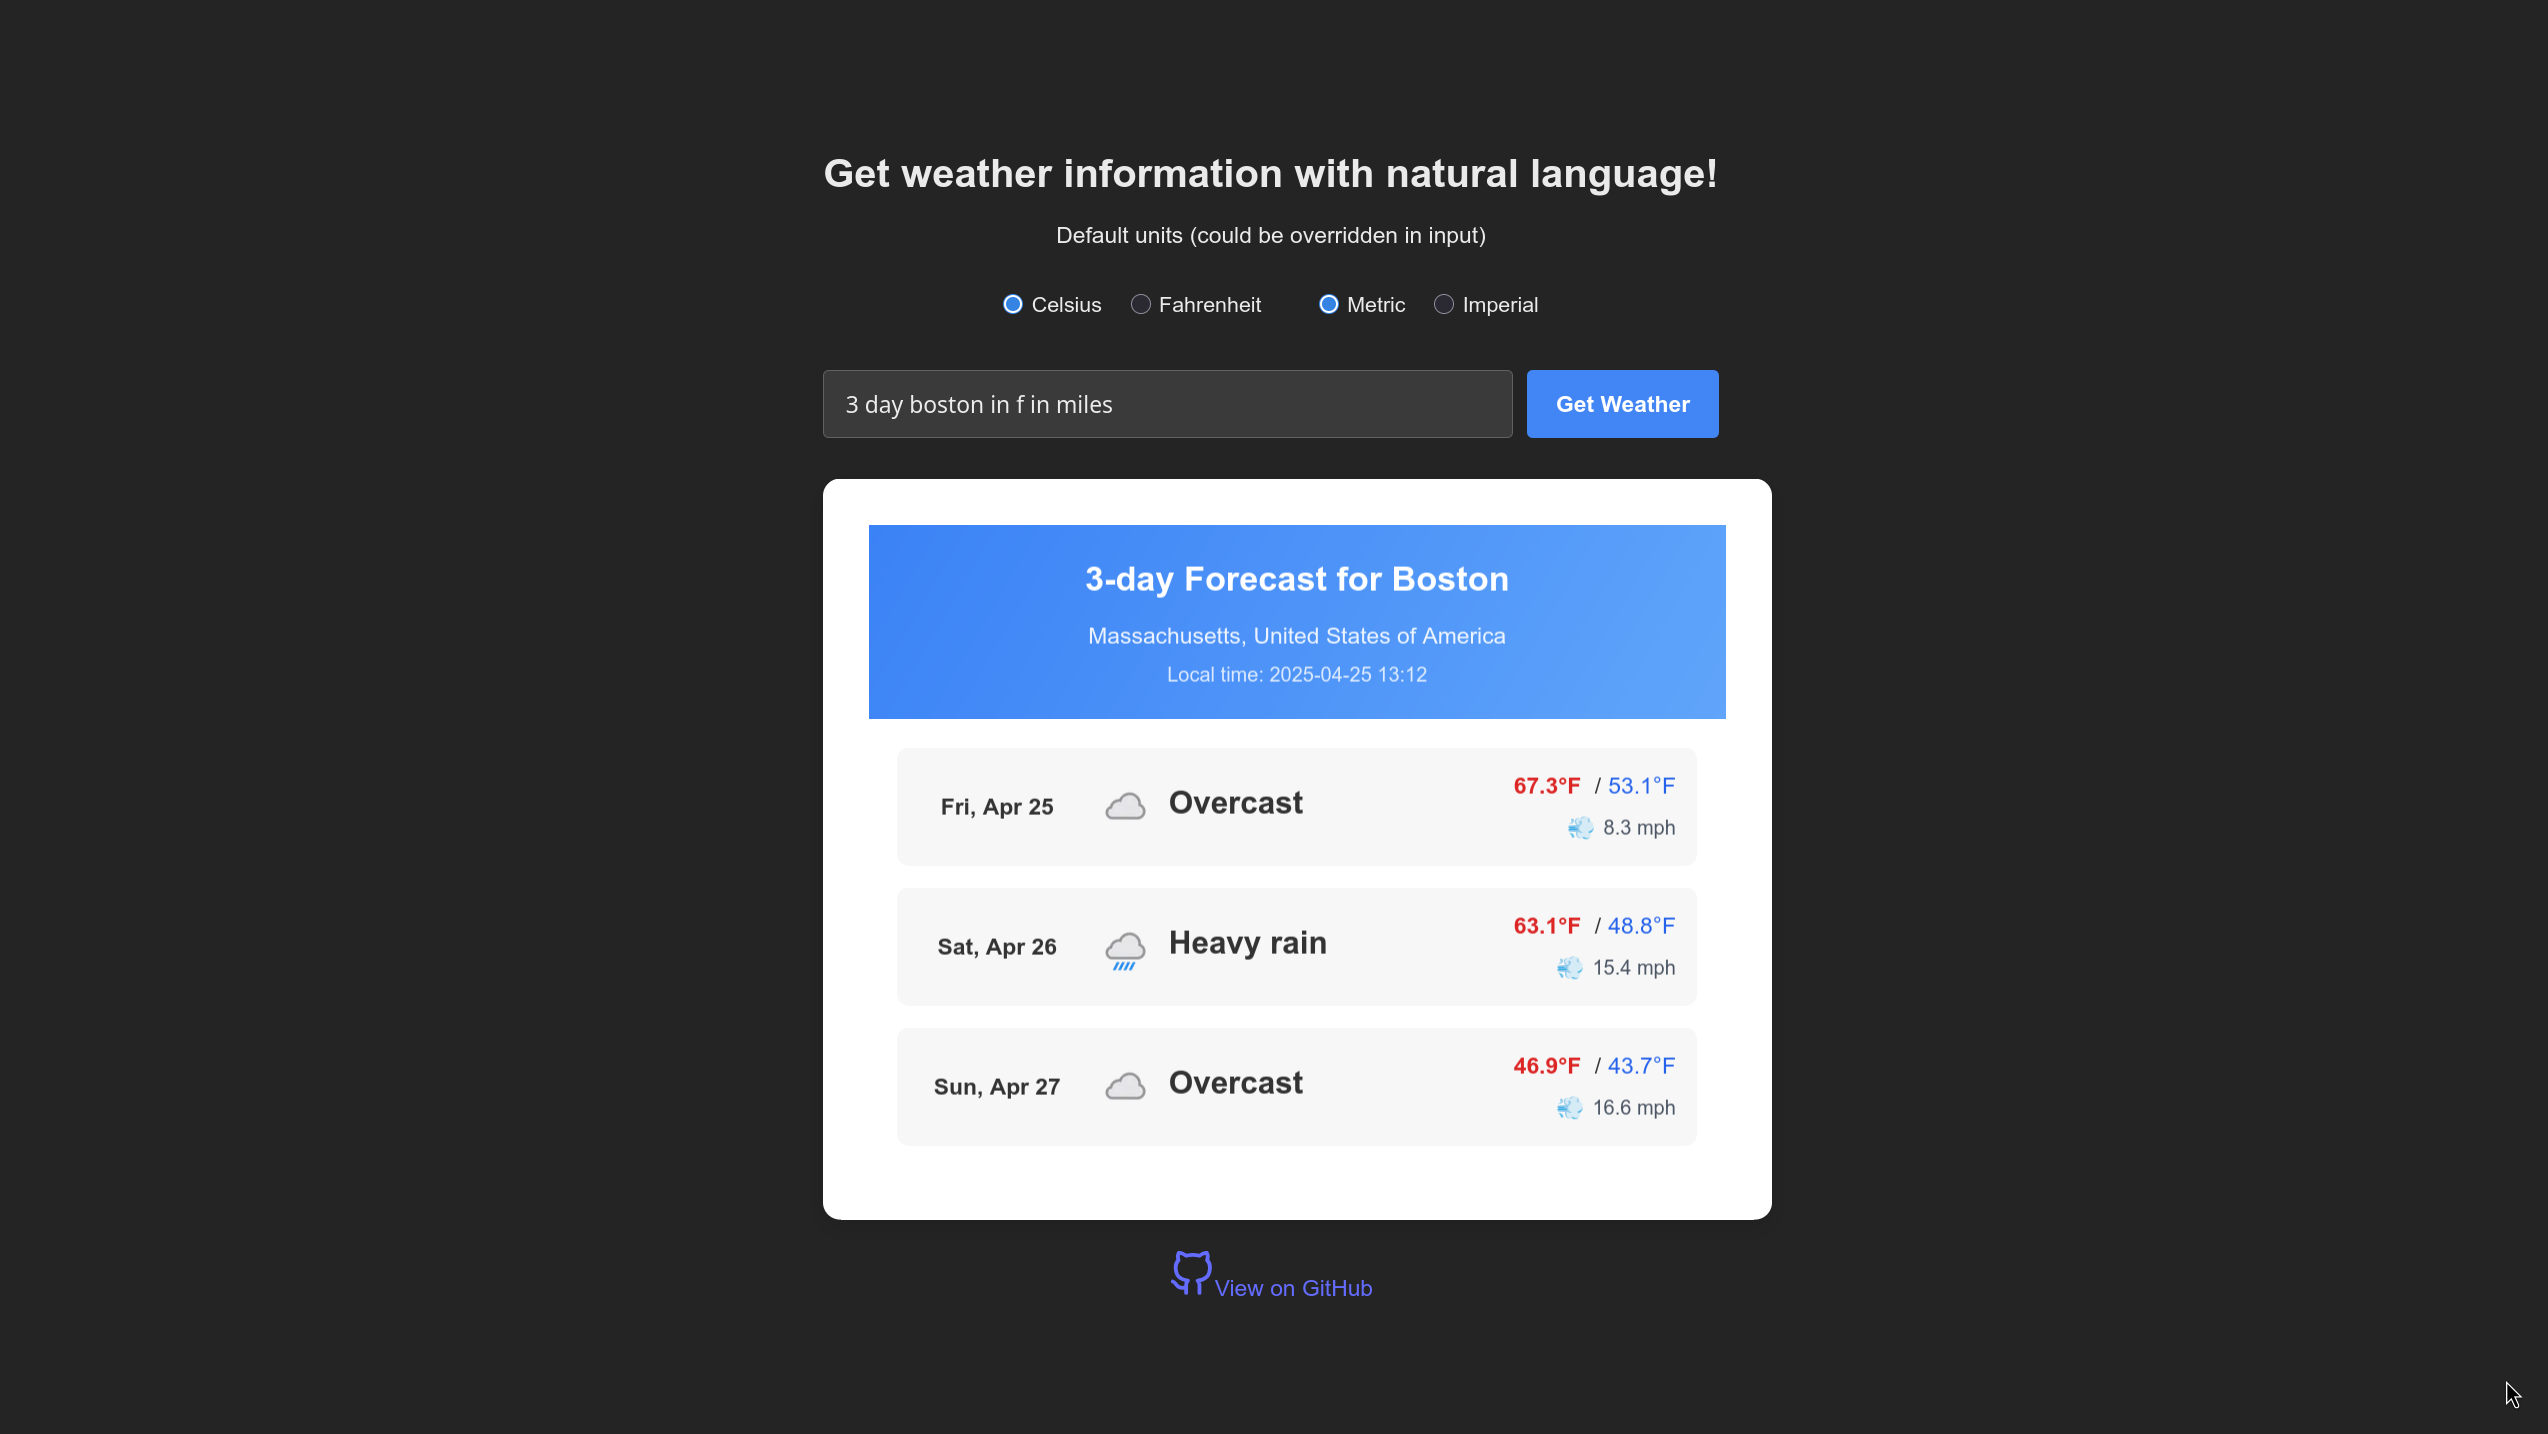 Get weather information with natural language!
Default units (could be overridden in input)
Celsius Fahrenheit Metric Imperial
3 day boston in f in miles
Get Weather
3-day Forecast for Boston
Massachusetts, United States of America
Local time: 2025-04-25 13:12
Fri, Apr 25
Overcast
67.3°F / 53.1°F
8.3 mph
Sat, Apr 26
Heavy rain
63.1°F / 48.8°F
15.4 mph
Sun, Apr 27
Overcast
46.9°F / 43.7°F
16.6 mph
View on GitHub